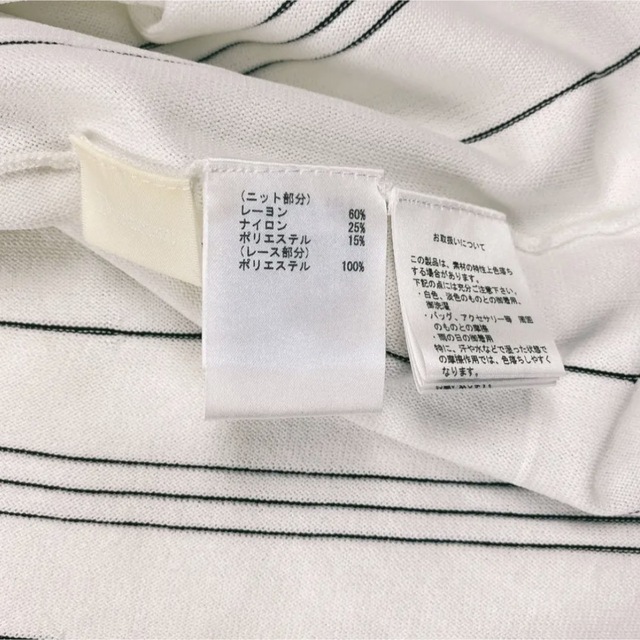 (ニット部分)
レーヨン 60%
ナイロン 25%
ポリエステル 15%
(レース部分)
ポリエステル 100%
お取扱いについて
この製品は、素材の特性上色落ち
する場合があります。
下記の点には充分ご注意下さい。
・白色、淡色のものとの同着用、
・バッグ、アクセサリー等
のものとの摩擦
・雨の日の着用
特に、汗や水などで湿った状態で
の摩擦作用では、色落ちしやすく
なります。